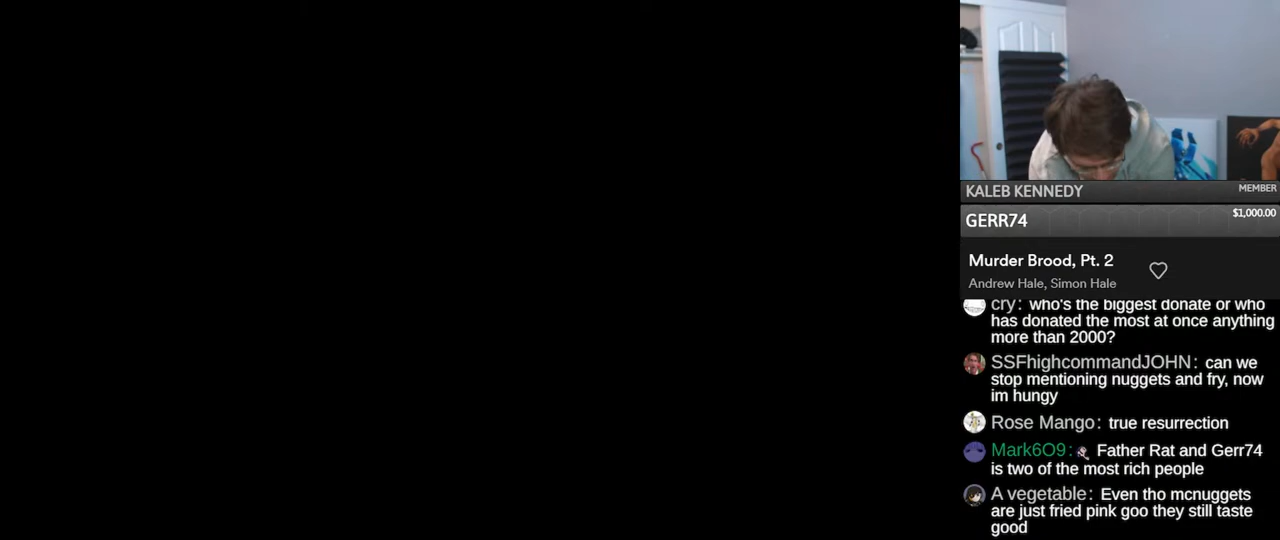 KALEB KENNEDY
MEMBER
GERR74
$1,000.00
Murder Brood, Pt. 2
Andrew Hale, Simon Hale
cry: who's the biggest donate or who
has donated the most at once anything
more than 2000?
SSFhighcommandJOHN: can we
stop mentioning nuggets and fry, now
im hungy
Rose Mango: true resurrection
Mark6O9: Father Rat and Gerr74
is two of the most rich people
A vegetable: Even tho mcnuggets
are just fried pink goo they still taste
good